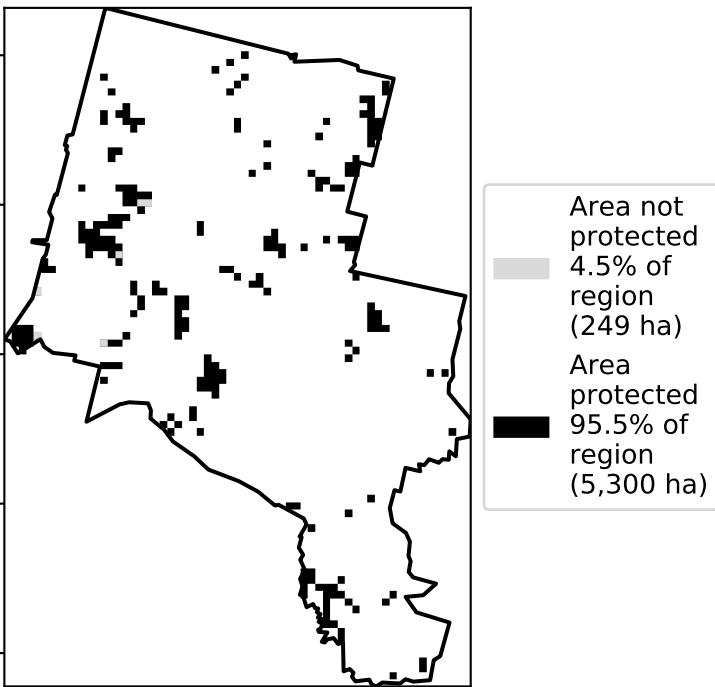 Area not
protected
4.5% of
region
(249 ha)
Area
protected
95.5% of
region
(5,300 ha)